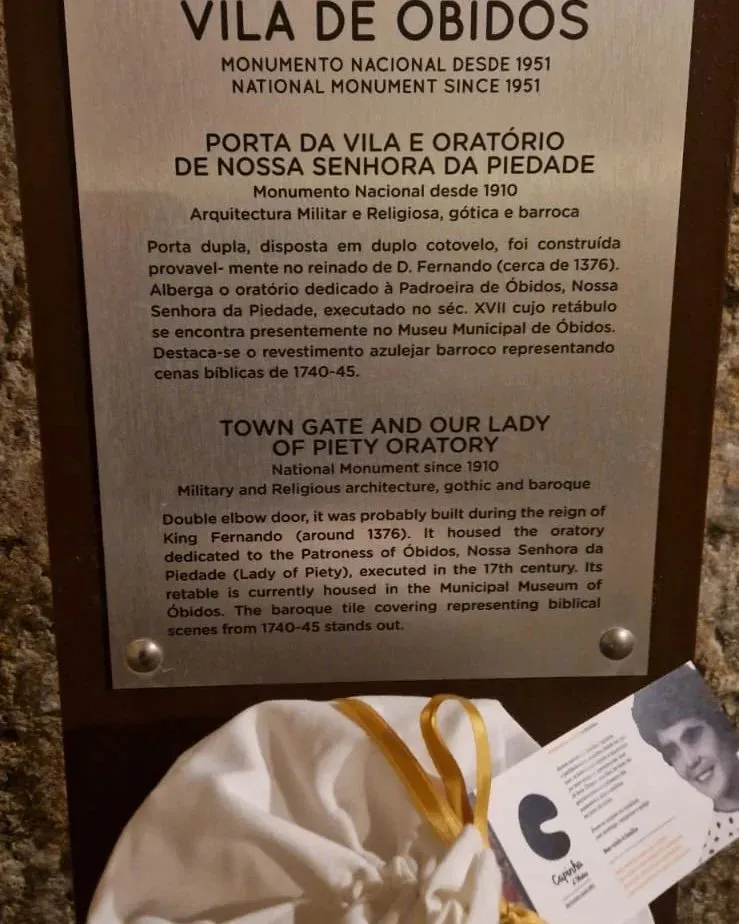 VILA DE ÓBIDOS
MONUMENTO NACIONAL DESDE 1951
NATIONAL MONUMENT SINCE 1951
PORTA DA VILA E ORATÓRIO
DE NOSSA SENHORA DA PIEDADE
Monumento Nacional desde 1910
Arquitectura Militar e Religiosa, gótica e barroca
Porta dupla, disposta em duplo cotovelo, foi construída
provavel- mente no reinado de D. Fernando (cerca de 1376).
Alberga o oratório dedicado à Padroeira de Óbidos, Nossa
Senhora da Piedade, executado no séc. XVII cujo retábulo
se encontra presentemente no Museu Municipal de Óbidos.
Destaca-se o revestimento azulejar barroco representando
cenas bíblicas de 1740-45.
TOWN GATE AND OUR LADY
OF PIETY ORATORY
National Monument since 1910
Military and Religious architecture, gothic and baroque
Double elbow door, it was probably built during the reign of
King Fernando (around 1376). It housed the oratory
dedicated to the Patroness of Óbidos, Nossa Senhora da
Piedade (Lady of Piety), executed in the 17th century. Its
retable is currently housed in the Municipal Museum of
Óbidos. The baroque tile covering representing biblical
scenes from 1740-45 stands out.
Capinha